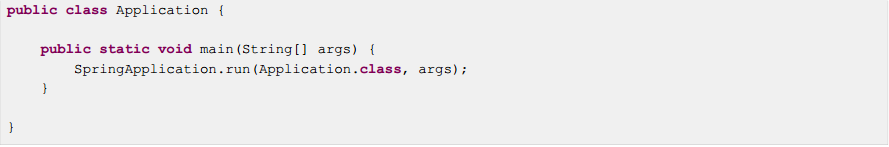 public class Application {
public static void main(String[] args) {
SpringApplication.run(Application.class, args);
}
}